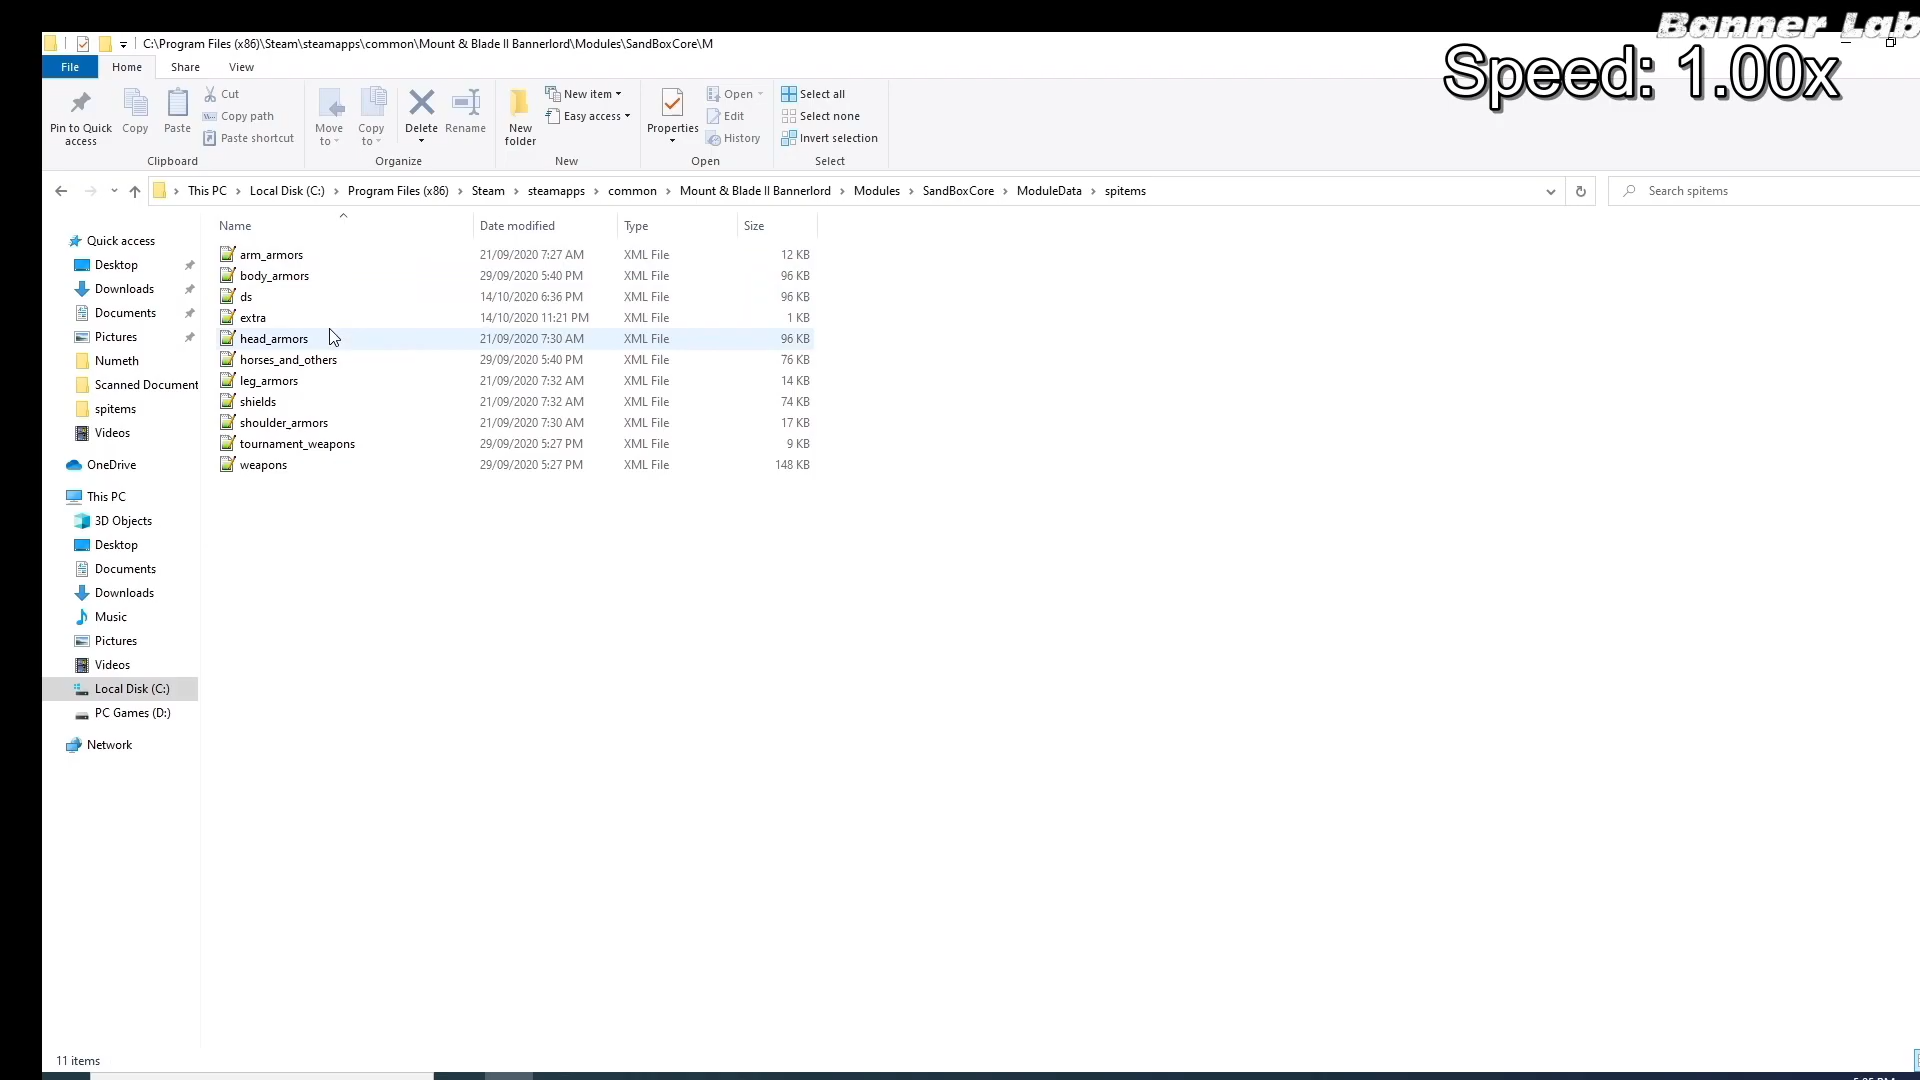 Banner Lab
Speed: 1.00x
C:\Program Files (x86)\Steam\steamapps\common\Mount & Blade II Bannerlord\Modules\SandBoxCore\M
File Home Share View
Pin to Quick access
Copy
Paste
Cut
Copy path
Paste shortcut
Clipboard
Move to
Copy to
Delete
Rename
Organize
New folder
New item
Easy access
New
Properties
Open
Edit
History
Open
Select all
Select none
Invert selection
Select
This PC > Local Disk (C:) > Program Files (x86) > Steam > steamapps > common > Mount & Blade II Bannerlord > Modules > SandBoxCore > ModuleData > spitems
Search spitems
Name Date modified Type Size
arm_armors 21/09/2020 7:27 AM XML File 12 KB
body_armors 29/09/2020 5:40 PM XML File 96 KB
ds 14/10/2020 6:36 PM XML File 96 KB
extra 14/10/2020 11:21 PM XML File 1 KB
head_armors 21/09/2020 7:30 AM XML File 96 KB
horses_and_others 29/09/2020 5:40 PM XML File 76 KB
leg_armors 21/09/2020 7:32 AM XML File 14 KB
shields 21/09/2020 7:32 AM XML File 74 KB
shoulder_armors 21/09/2020 7:30 AM XML File 17 KB
tournament_weapons 29/09/2020 5:27 PM XML File 9 KB
weapons 29/09/2020 5:27 PM XML File 148 KB
Quick access
Desktop
Downloads
Documents
Pictures
Numeth
Scanned Document
spitems
Videos
OneDrive
This PC
3D Objects
Desktop
Documents
Downloads
Music
Pictures
Videos
Local Disk (C:)
PC Games (D:)
Network
11 items